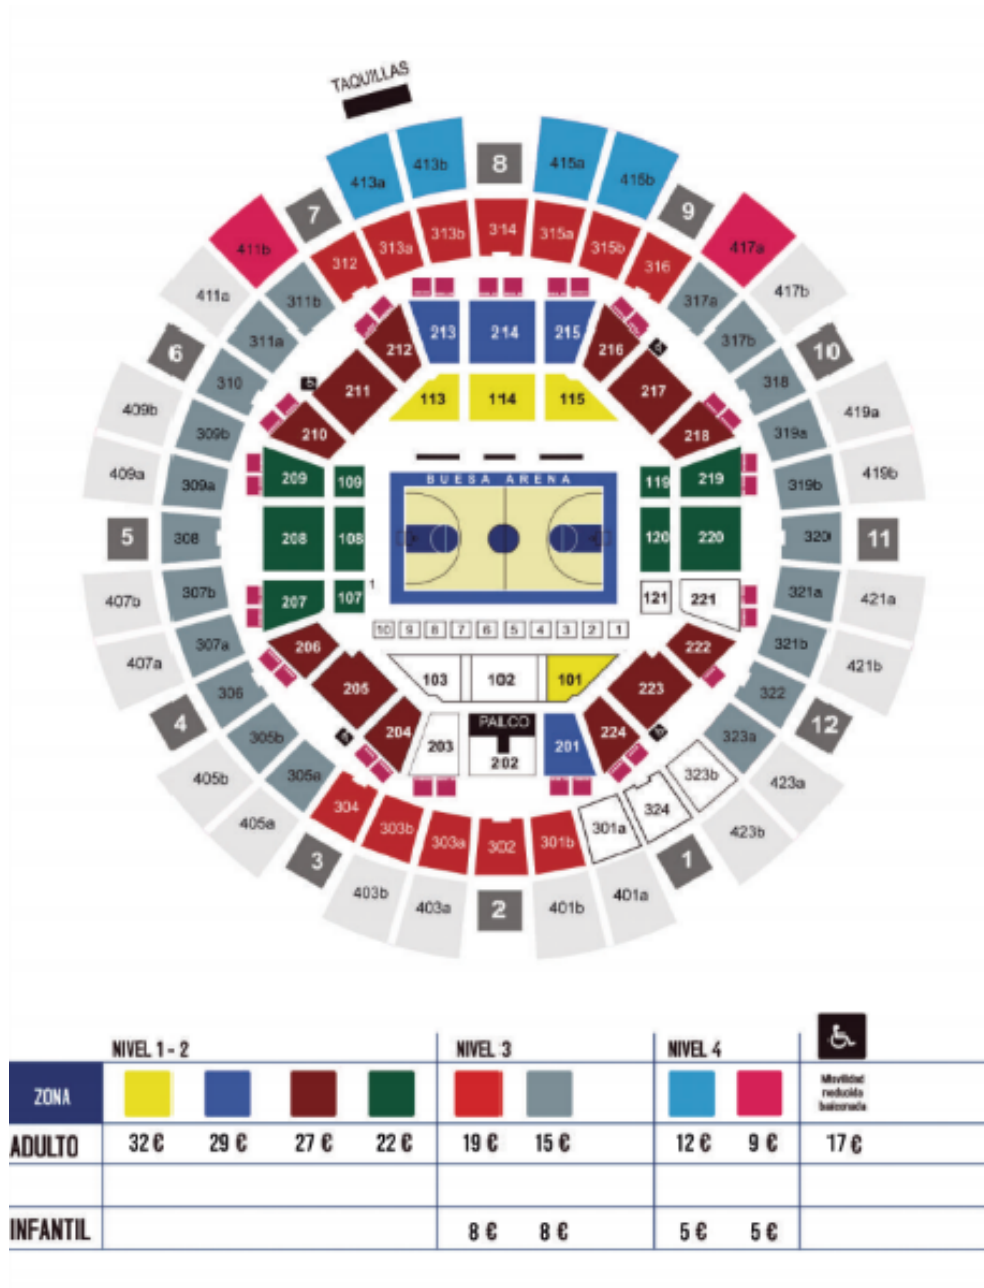 TAQUILLAS
413a 413b 8 415a 415b
7 9
411b 312 313a 313b 314 315a 315b 316 417a
411a 311b 317a 417b
6 311a 212 213 214 215 216 317b 10
409b 310 211 217 318 419a
309b 210 113 114 115 218 319a
409a 309a 209 109 BUESA ARENA 119 219 319b 419b
5 308 208 108 120 220 320 11
407b 307b 207 107 1 121 221 321a 421a
10 9 8 7 6 5 4 3 2 1
407a 307a 206 222 321b 421b
306 205 103 102 101 223 322
4 305b 204 203 PALCO 202 201 224 323a 12
405b 305a 323b 423a
405a 304 303b 303a 302 301b 301a 324 423b
3 1
403b 403a 2 401b 401a
NIVEL 1 - 2 NIVEL 3 NIVEL 4
ZONA
Movilidad
reducida
baloncesto
ADULTO 32 € 29 € 27 € 22 € 19 € 15 € 12 € 9 € 17 €
INFANTIL 8 € 8 € 5 € 5 €